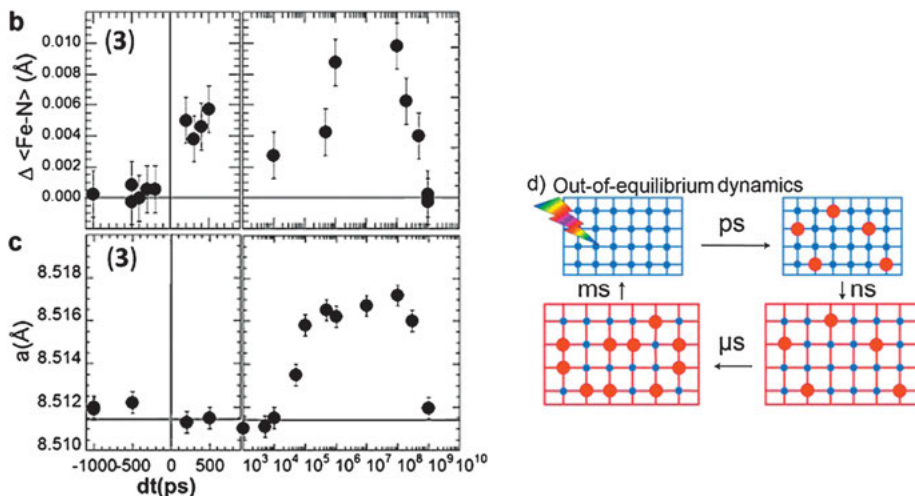 b
(3)
Δ <Fe-N> (Å)
0.010
0.008
0.006
0.004
0.002
0.000
c
(3)
a(Å)
8.518
8.516
8.514
8.512
8.510
-1000 -500 0 500
10³ 10⁴ 10⁵ 10⁶ 10⁷ 10⁸ 10⁹ 10¹⁰
dt(ps)
d) Out-of-equilibrium dynamics
ps
ms ↑
↓ ns
μs